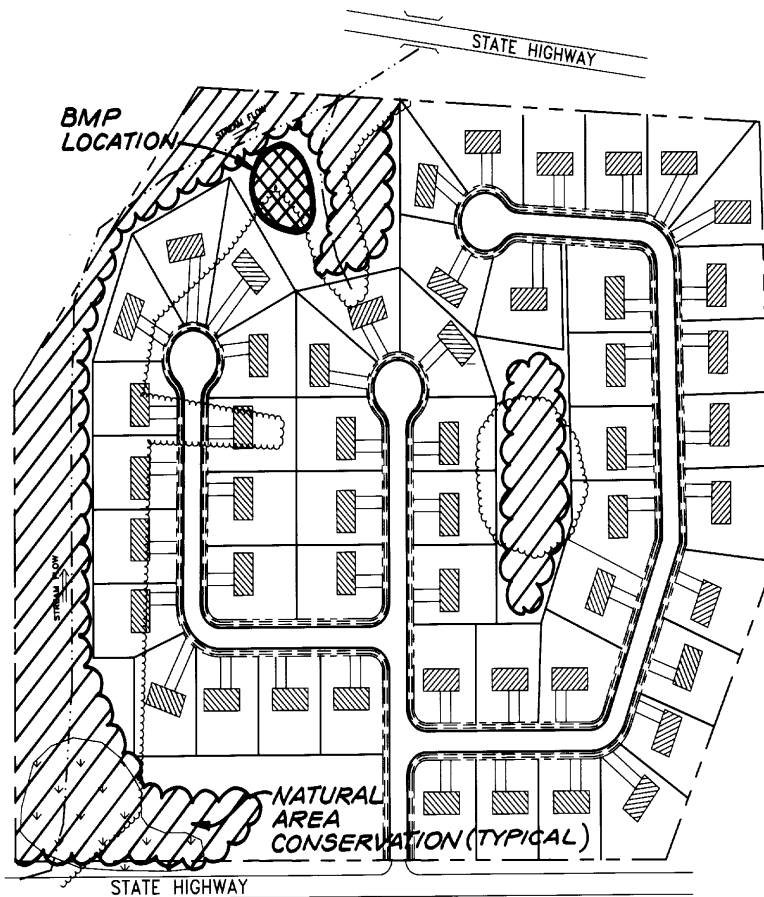 STATE HIGHWAY
BMP
LOCATION
STREAM FLOW
STREAM FLOW
NATURAL
AREA
CONSERVATION (TYPICAL)
STATE HIGHWAY